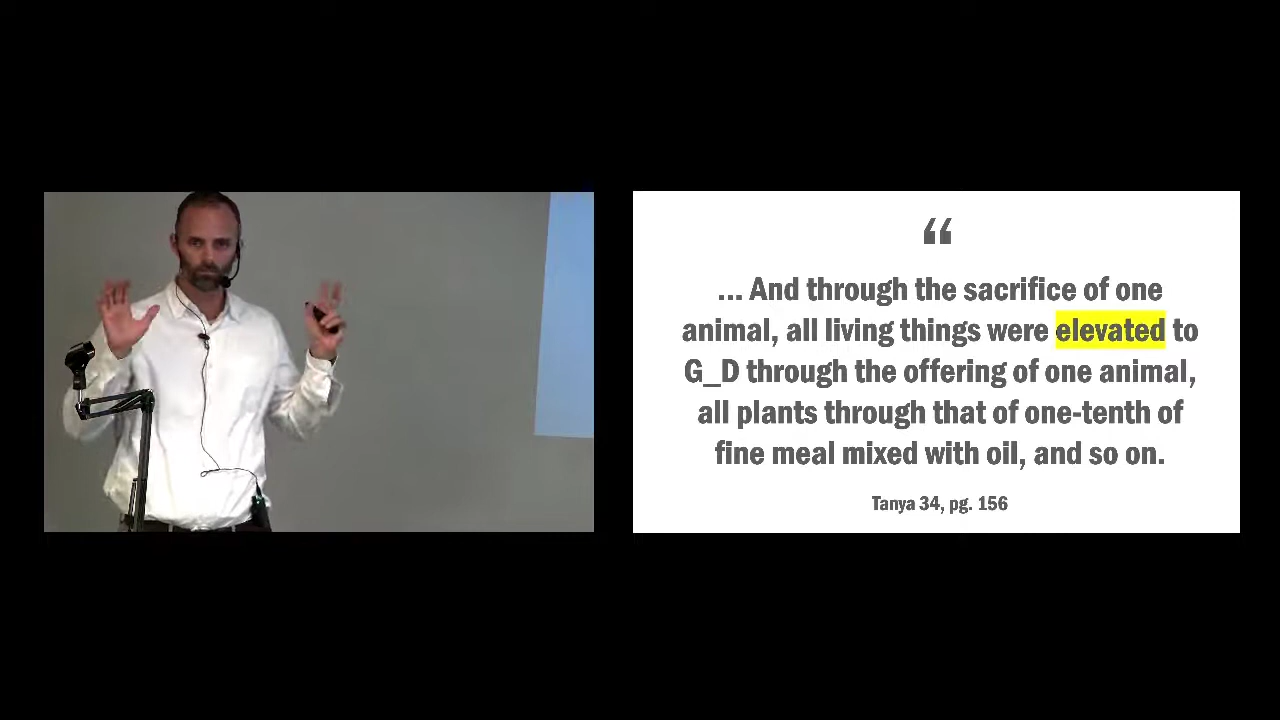 “
... And through the sacrifice of one
animal, all living things were elevated to
G_D through the offering of one animal,
all plants through that of one-tenth of
fine meal mixed with oil, and so on.
Tanya 34, pg. 156